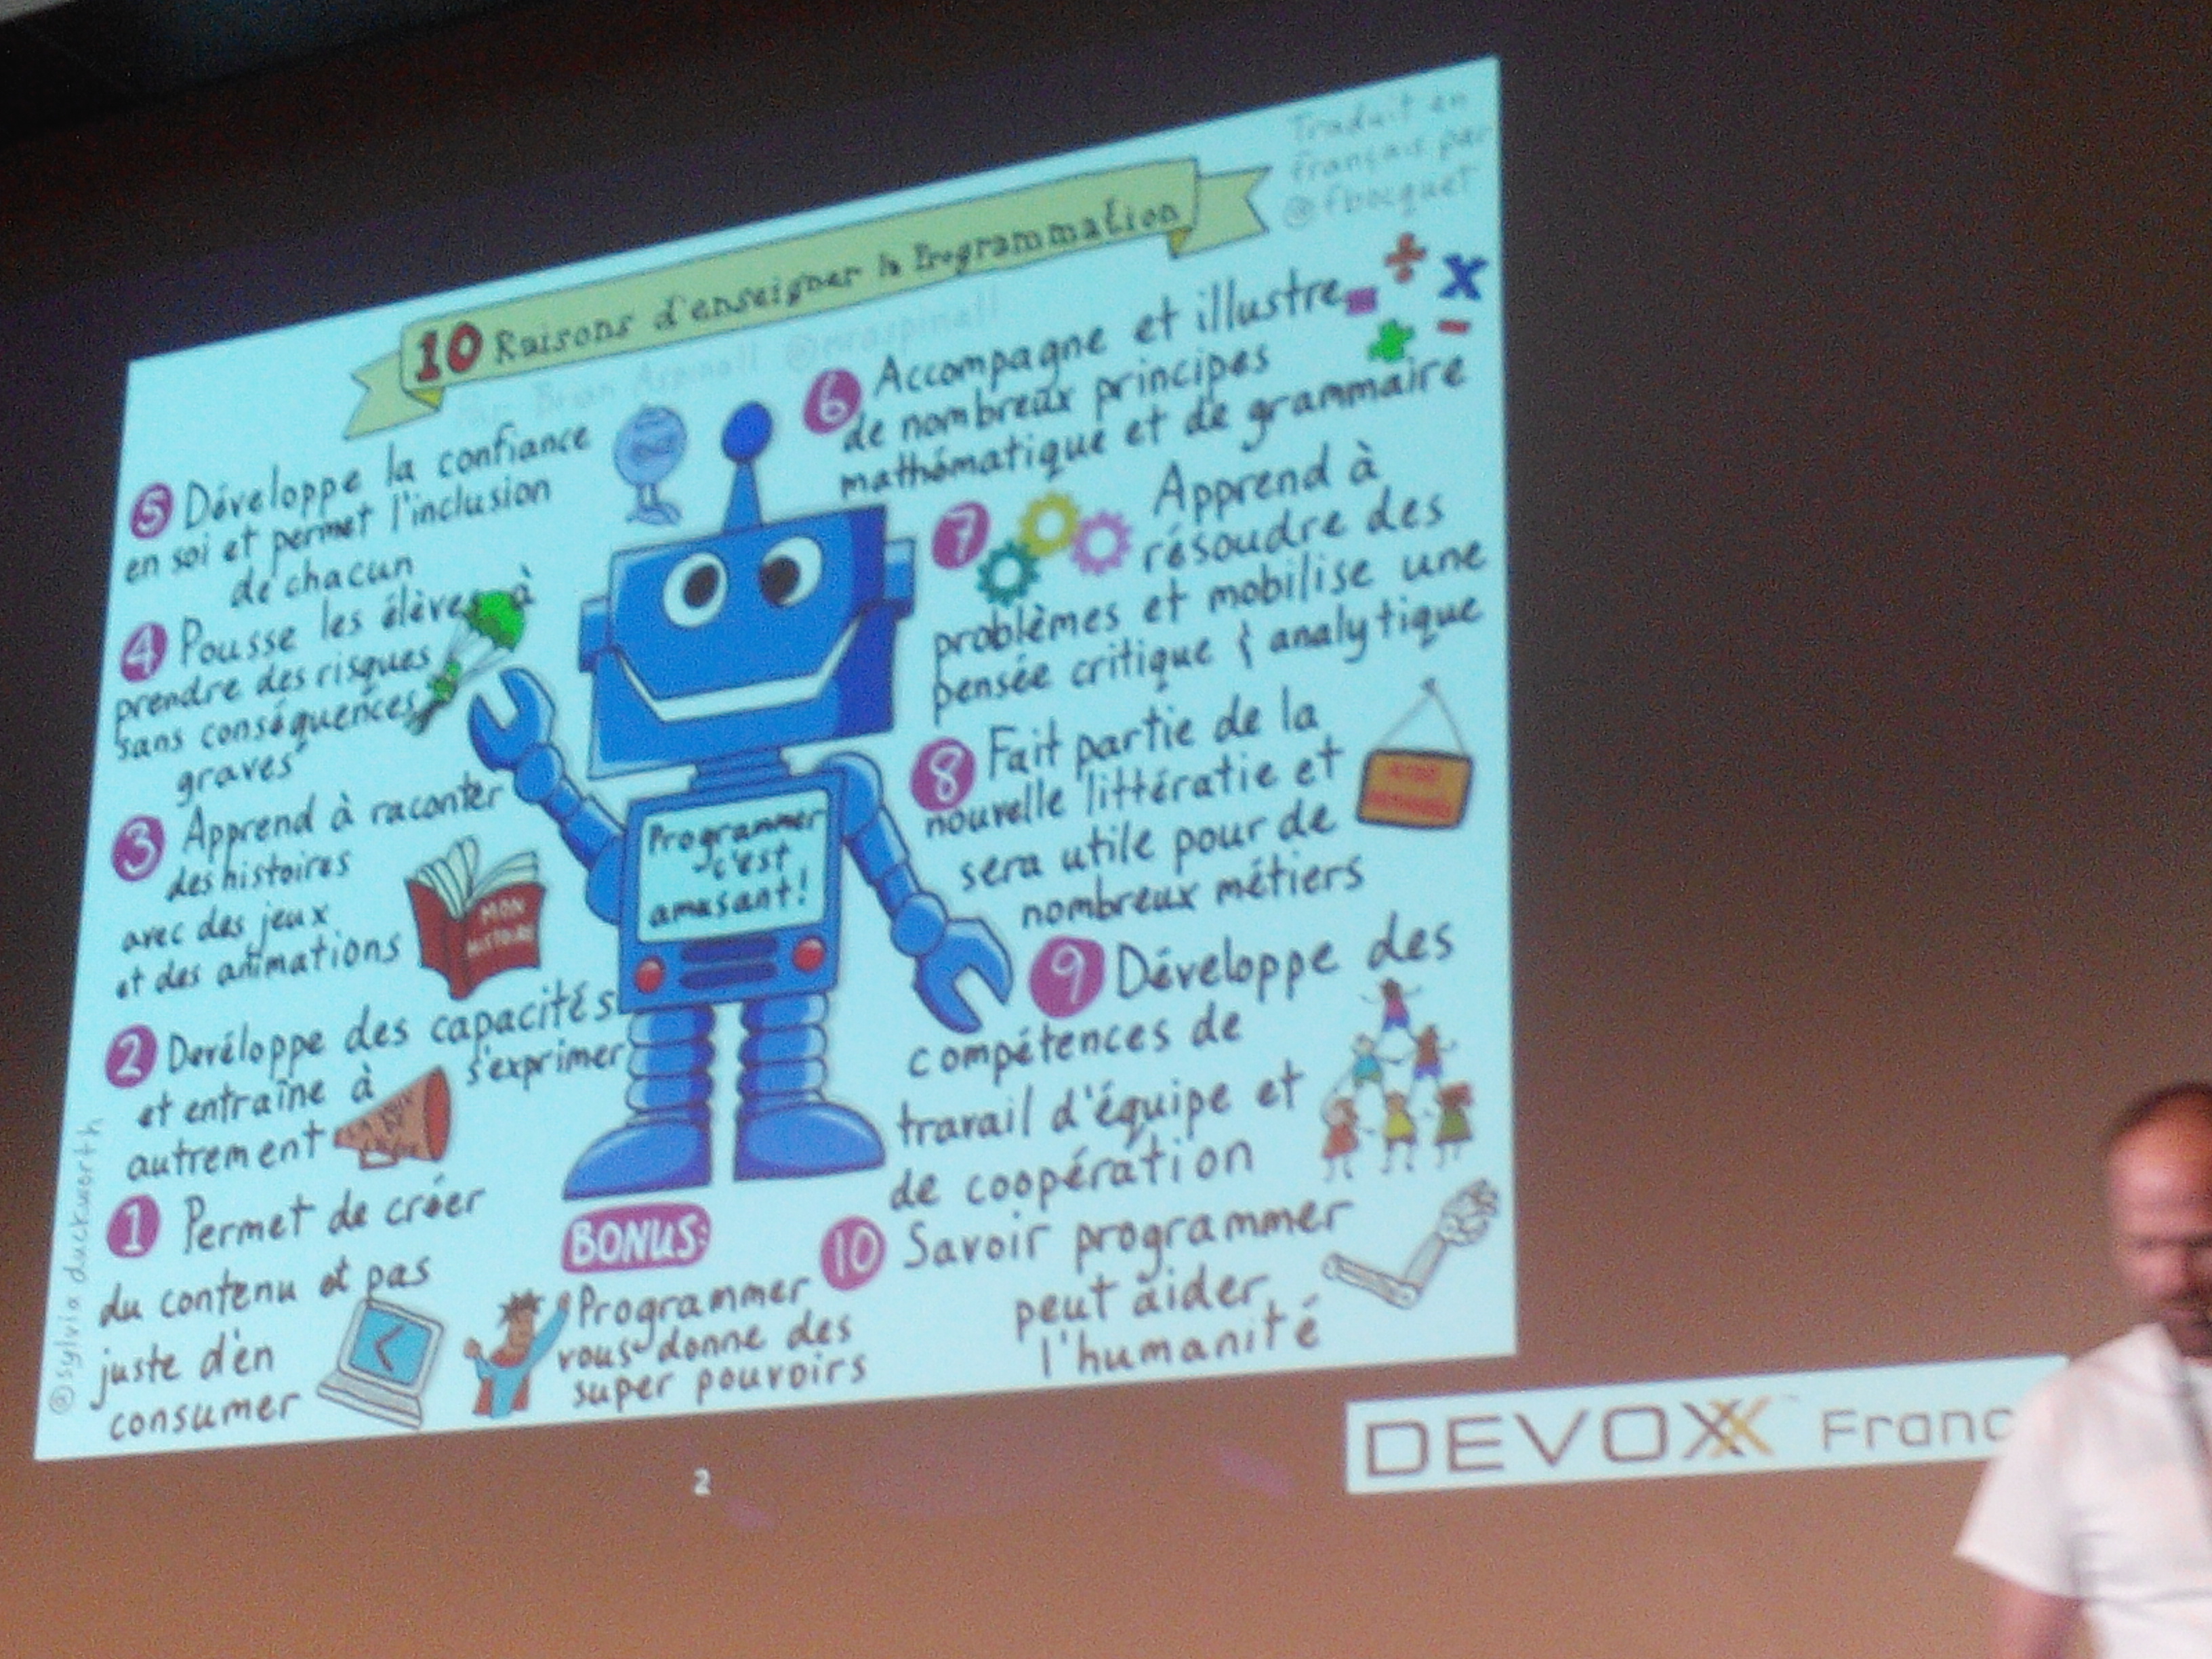 Traduit en
français par
@fbocquet
10 Raisons d'enseigner la Programmation
Par Brian Aspinall @mraspinall
5 Développe la confiance
en soi et permet l'inclusion
de chacun
4 Pousse les élèves à
prendre des risques
sans conséquences
graves
3 Apprend à raconter
des histoires
avec des jeux
et des animations
MON
HISTOIRE
2 Developpe des capacités
et entraîne à s'exprimer
autrement
1 Permet de créer
du contenu et pas
juste d'en
consumer
@sylvia duckworth
Programmer
c'est
amusant!
BONUS:
Programmer
vous donne des
super pouvoirs
6 Accompagne et illustre
de nombreux principes
mathématique et de grammaire
7 Apprend à
résoudre des
problèmes et mobilise une
pensée critique & analytique
8 Fait partie de la
nouvelle littératie et
sera utile pour de
nombreux métiers
9 Développe des
compétences de
travail d'équipe et
de coopération
10 Savoir programmer
peut aider
l'humanité
2
DEVOXX™ Franc